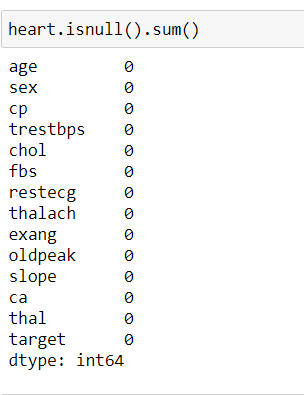 heart.isnull().sum()
age 0
sex 0
cp 0
trestbps 0
chol 0
fbs 0
restecg 0
thalach 0
exang 0
oldpeak 0
slope 0
ca 0
thal 0
target 0
dtype: int64